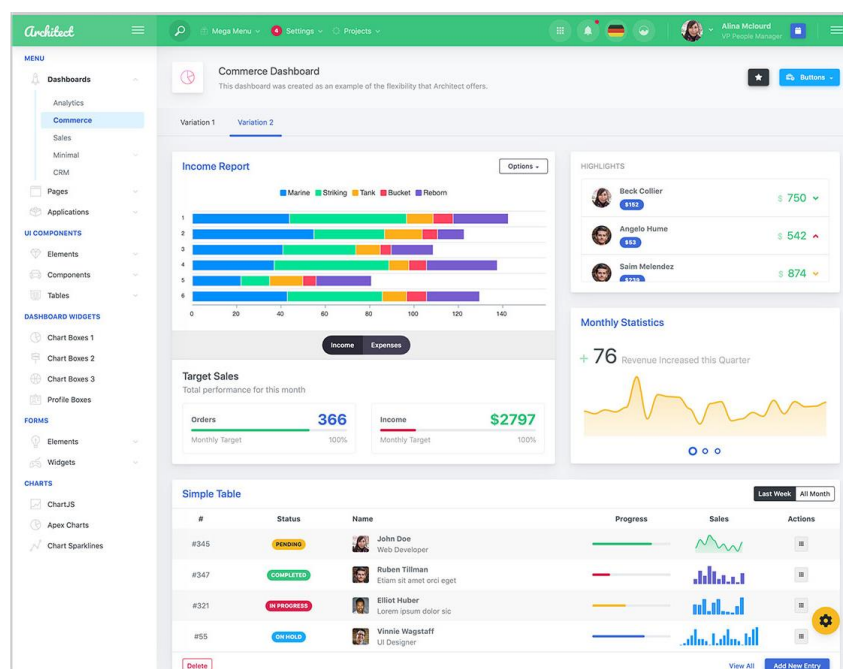 Architect
Mega Menu
4 Settings
Projects
Alina Mclourd
VP People Manager
MENU
Dashboards
Analytics
Commerce
Sales
Minimal
CRM
Pages
Applications
UI COMPONENTS
Elements
Components
Tables
DASHBOARD WIDGETS
Chart Boxes 1
Chart Boxes 2
Chart Boxes 3
Profile Boxes
FORMS
Elements
Widgets
CHARTS
ChartJS
Apex Charts
Chart Sparklines
Commerce Dashboard
This dashboard was created as an example of the flexibility that Architect offers.
Buttons
Variation 1 Variation 2
Income Report
Options
Marine Striking Tank Bucket Reborn
1
2
3
4
5
6
0 20 40 60 80 100 120 140
Income Expenses
Target Sales
Total performance for this month
Orders 366
Monthly Target 100%
Income $2797
Monthly Target 100%
HIGHLIGHTS
Beck Collier
$152
$ 750
Angelo Hume
$53
$ 542
Saim Melendez
$ 874
Monthly Statistics
+ 76 Revenue Increased this Quarter
Simple Table
Last Week All Month
# Status Name Progress Sales Actions
#345 PENDING John Doe
Web Developer
#347 COMPLETED Ruben Tillman
Etiam sit amet orci eget
#321 IN PROGRESS Elliot Huber
Lorem ipsum dolor sic
#55 ON HOLD Vinnie Wagstaff
UI Designer
Delete
View All
Add New Entry